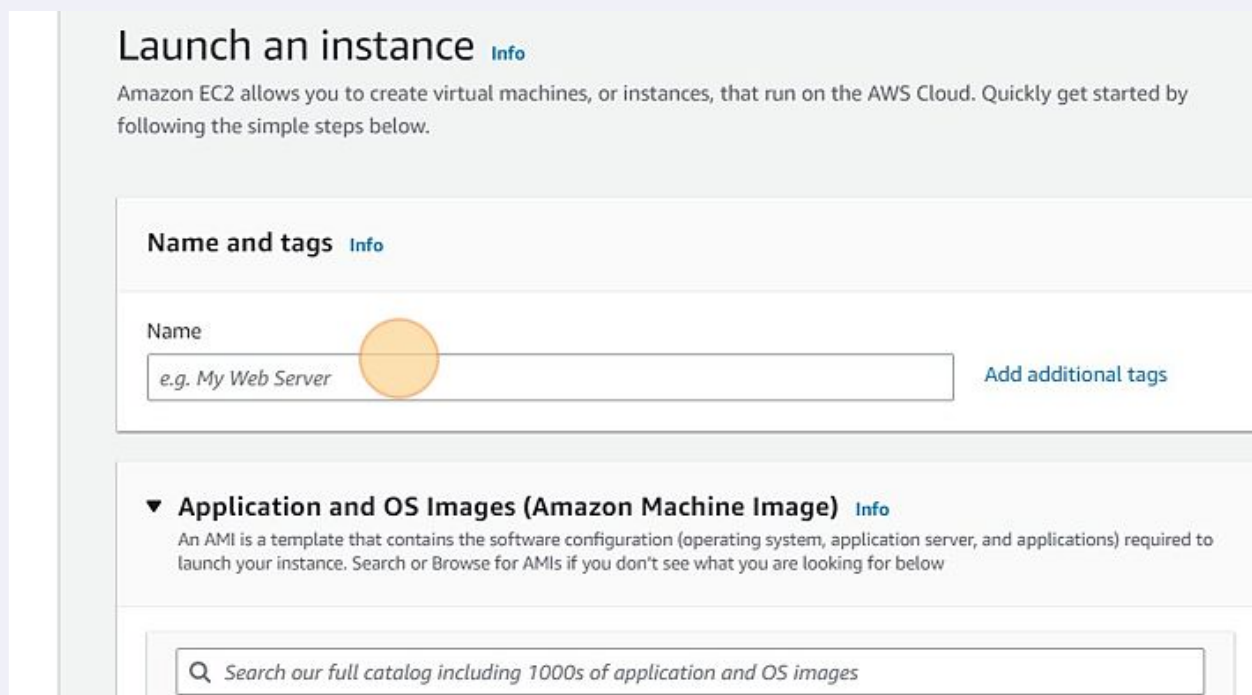 Launch an instance Info
Amazon EC2 allows you to create virtual machines, or instances, that run on the AWS Cloud. Quickly get started by
following the simple steps below.
Name and tags Info
Name
e.g. My Web Server
Add additional tags
▼ Application and OS Images (Amazon Machine Image) Info
An AMI is a template that contains the software configuration (operating system, application server, and applications) required to
launch your instance. Search or Browse for AMIs if you don't see what you are looking for below
Search our full catalog including 1000s of application and OS images